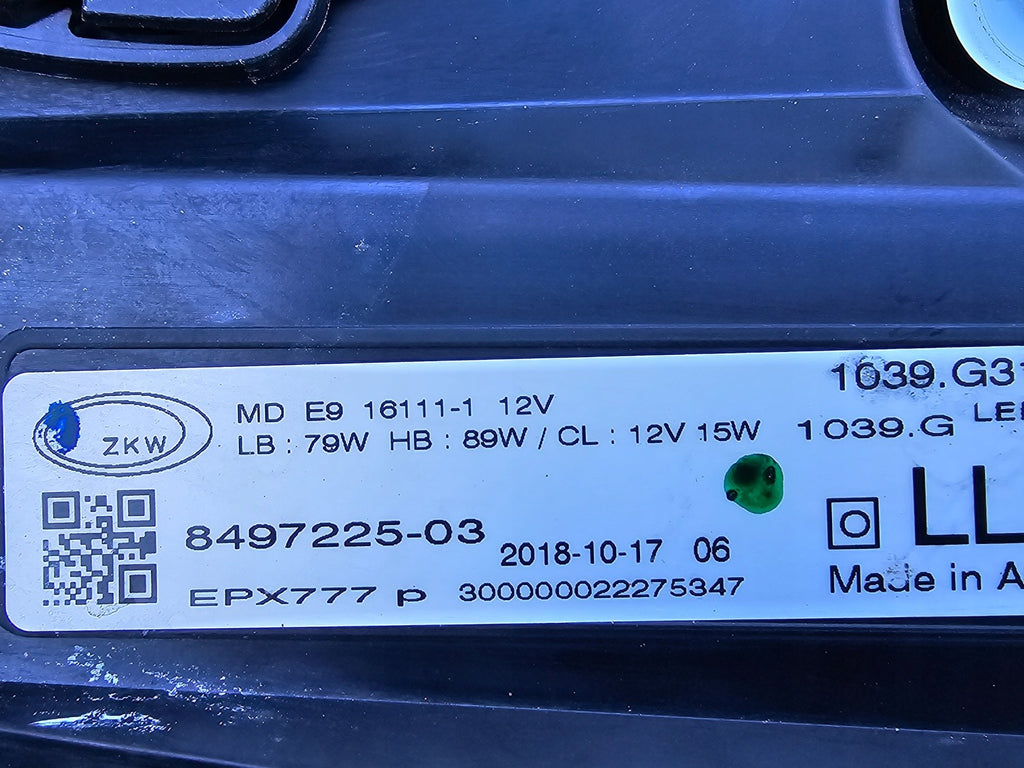 ZKW
MD E9 16111-1 12V
LB : 79W HB : 89W / CL : 12V 15W
8497225-03
2018-10-17 06
EPX777 p 300000022275347
1039.G31
1039.G LED
LL
Made in A